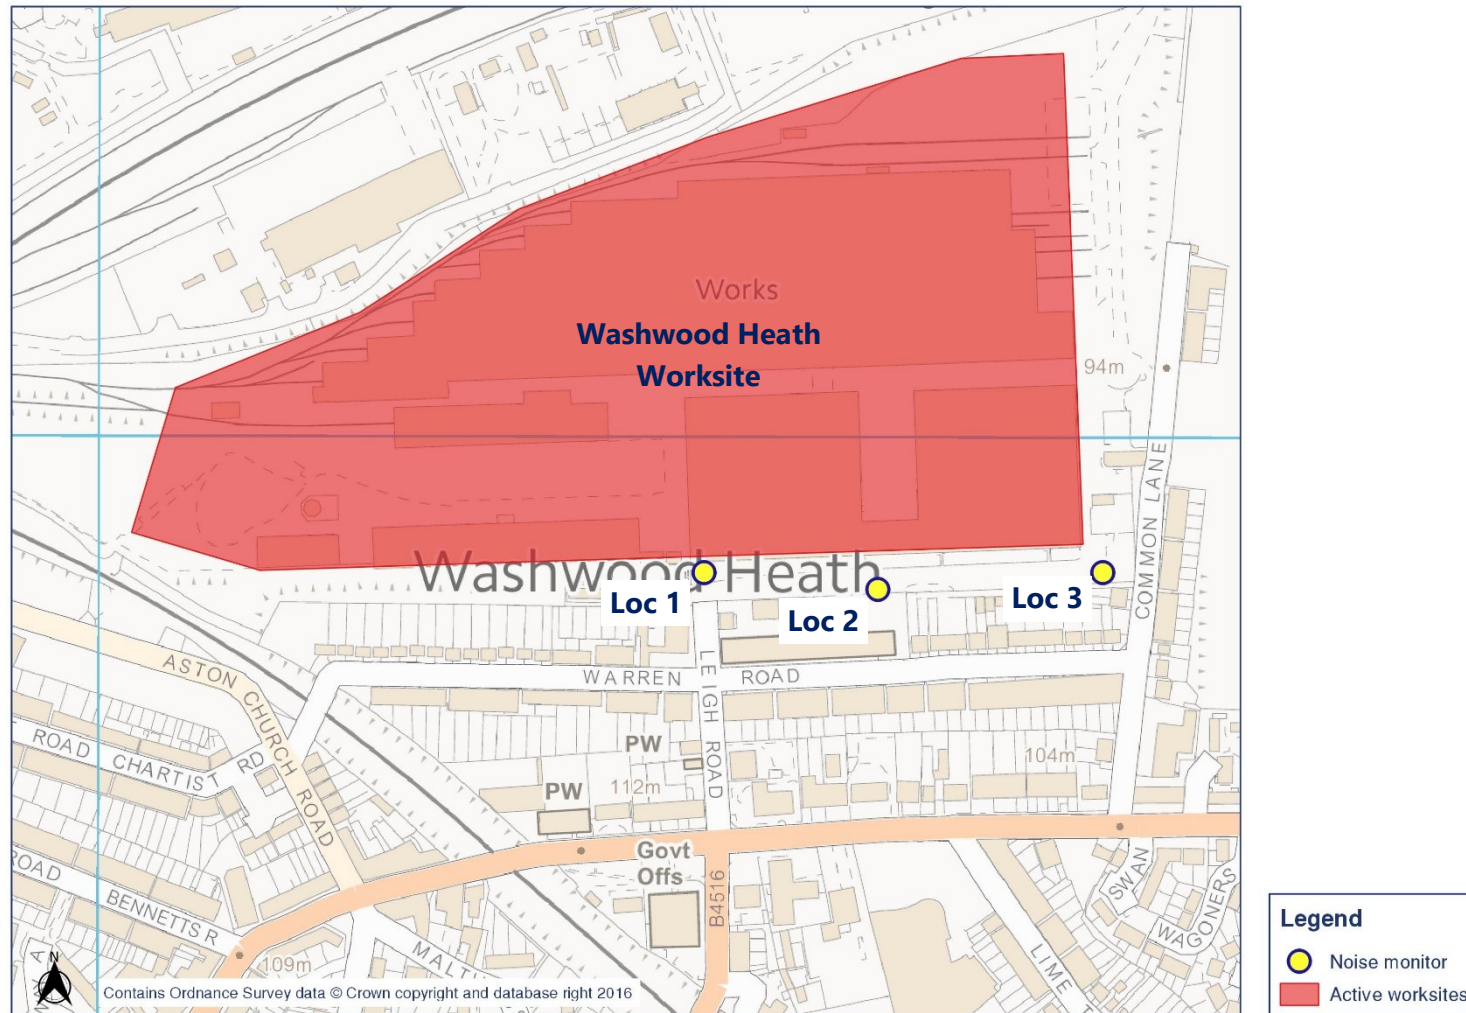 Works
Washwood Heath
Worksite
94m
COMMON LANE
Washwood Heath
Loc 1
Loc 2
Loc 3
WARREN ROAD
LEIGH ROAD
ASTON CHURCH ROAD
ROAD
CHARTIST RD
PW
PW
112m
104m
Govt
Offs
B4516
ROAD
BENNETTS R
109m
SWAN
WAGONERS
N
Contains Ordnance Survey data © Crown copyright and database right 2016
Legend
Noise monitor
Active worksites